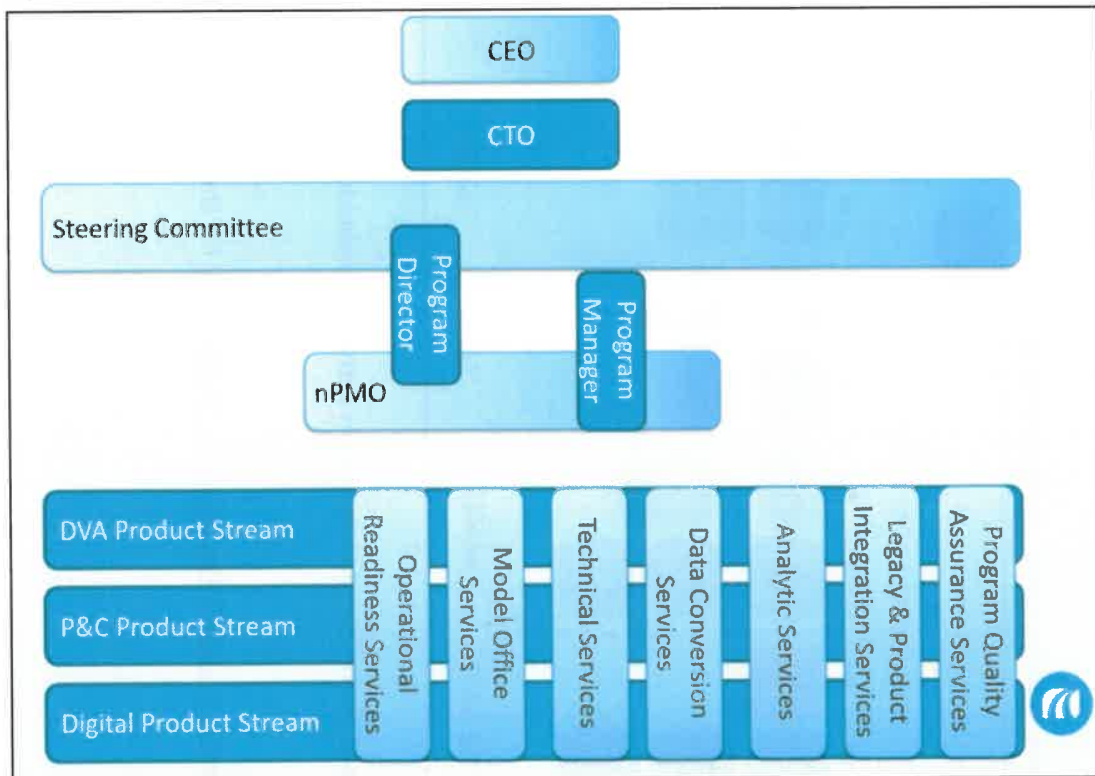 CEO
CTO
Steering Committee
Program
Director
Program
Manager
nPMO
DVA Product Stream
P&C Product Stream
Digital Product Stream
Operational
Readiness Services
Model Office
Services
Technical Services
Data Conversion
Services
Analytic Services
Legacy & Product
Integration Services
Program Quality
Assurance Services